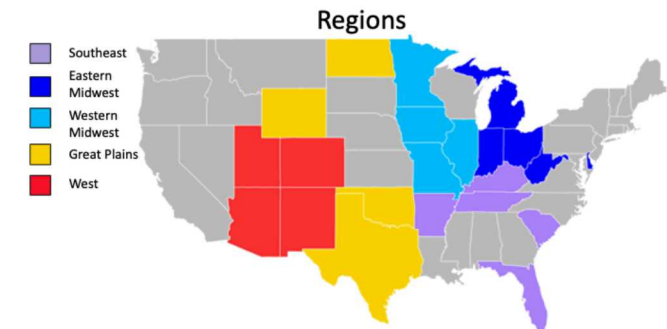 Regions
Southeast
Eastern
Midwest
Western
Midwest
Great Plains
West